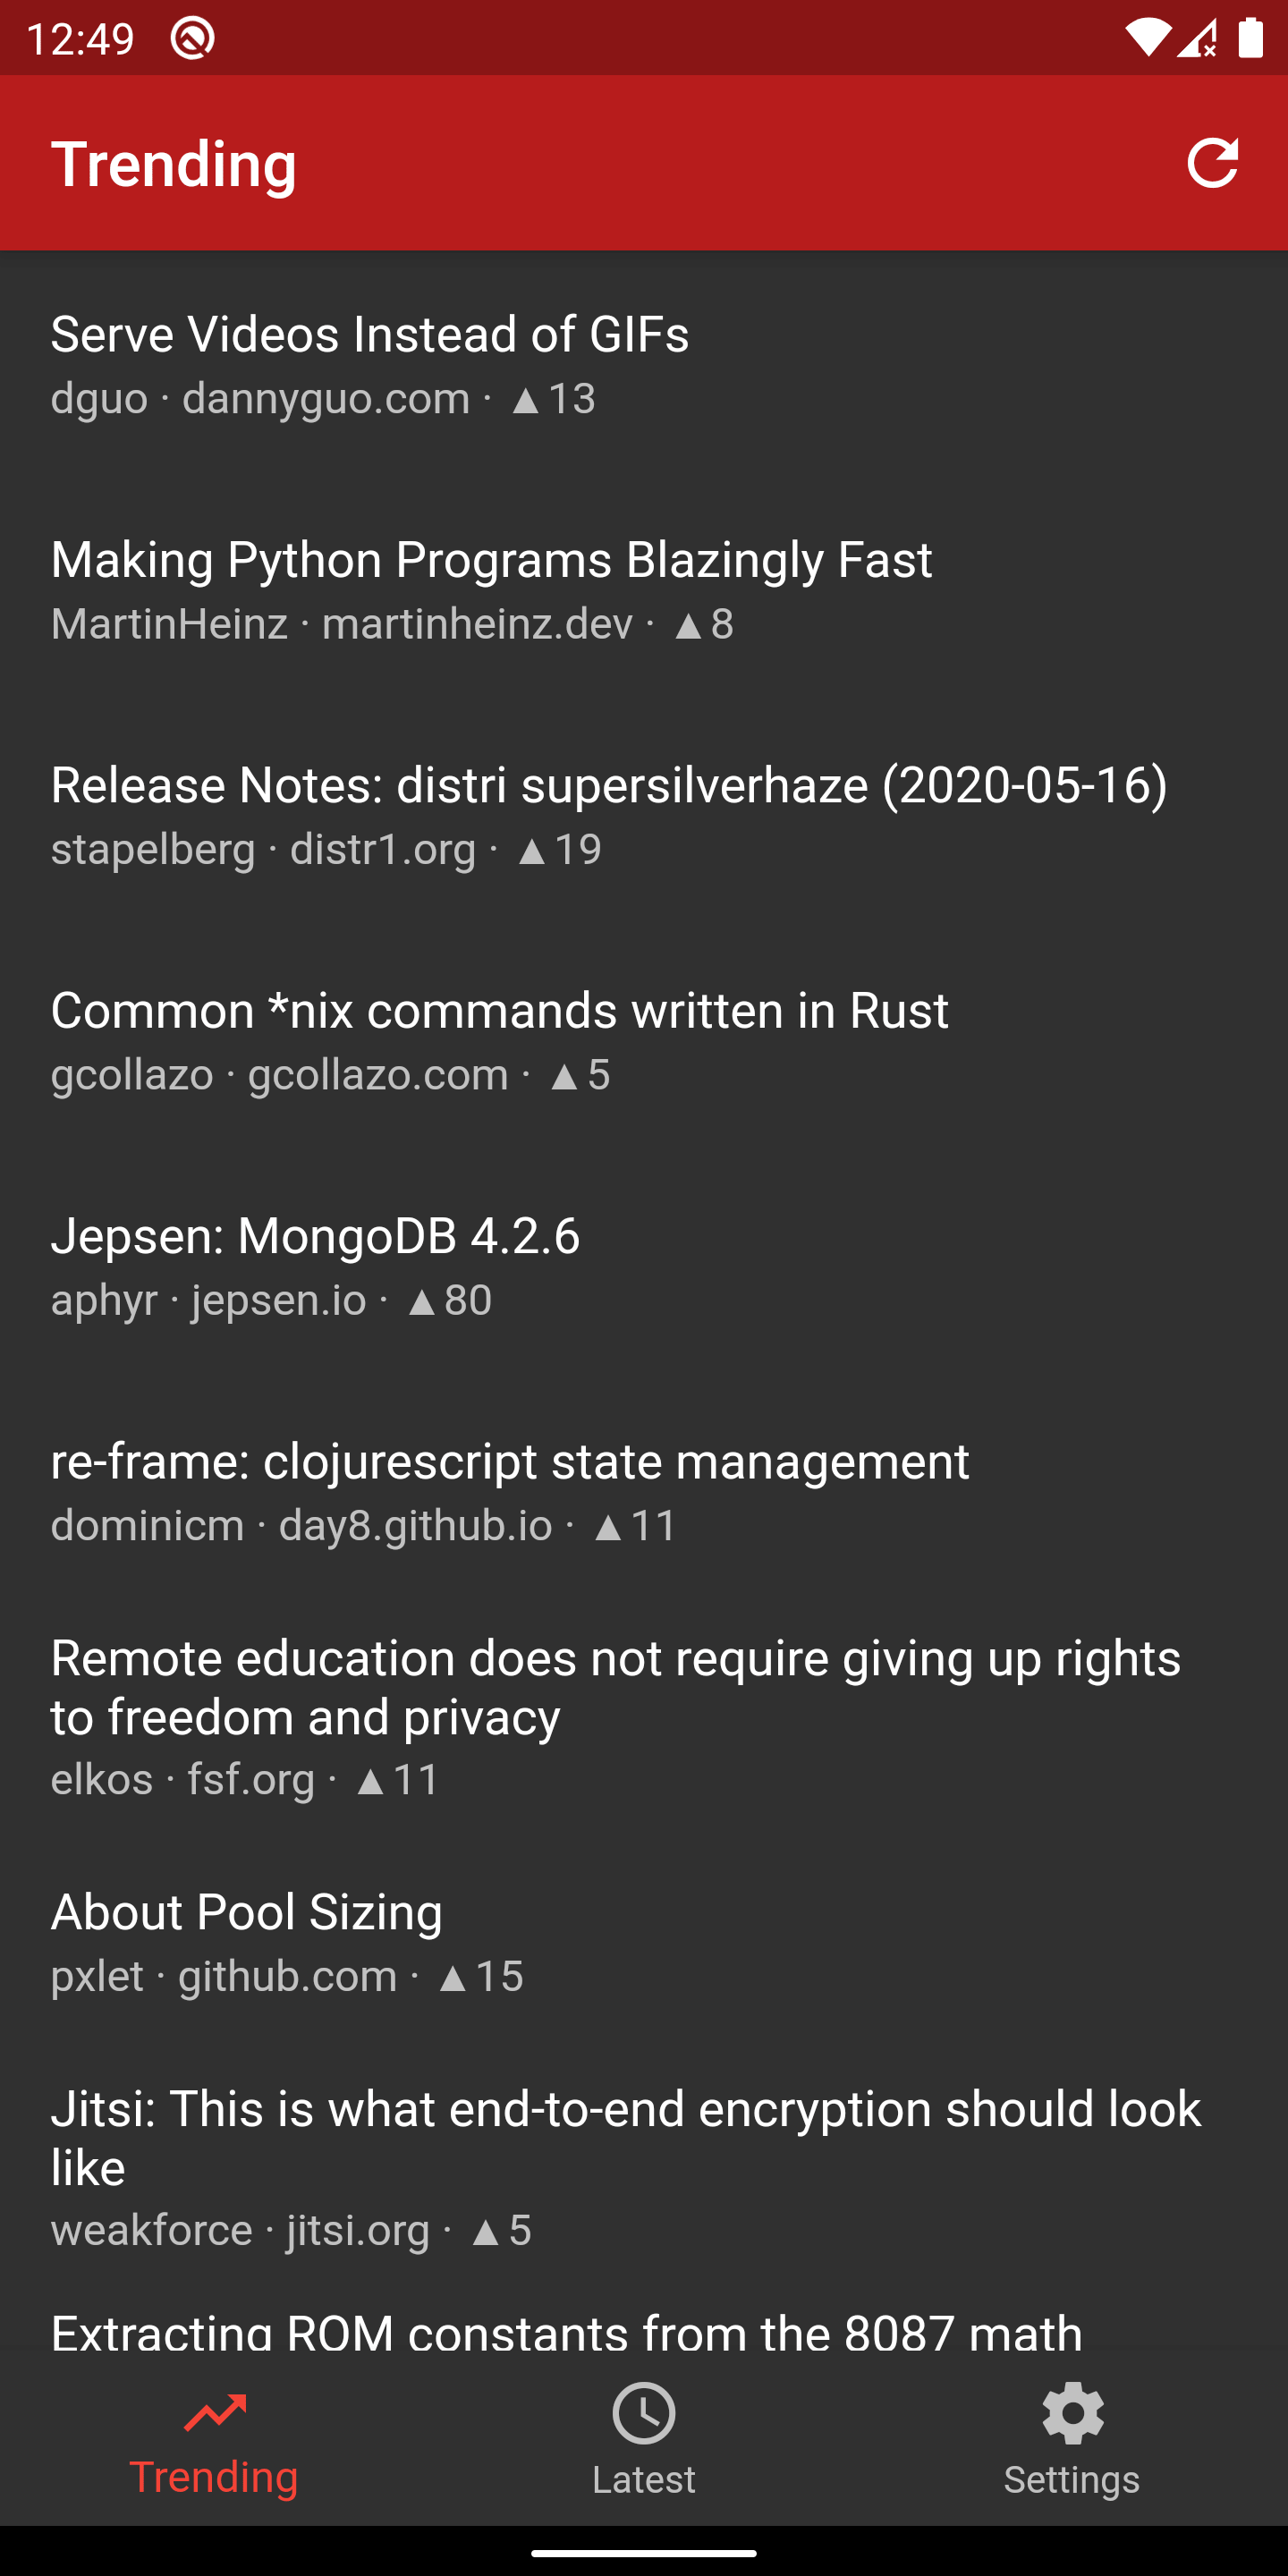 12:49
Trending
Serve Videos Instead of GIFs
dguo · dannyguo.com · ▲13
Making Python Programs Blazingly Fast
MartinHeinz · martinheinz.dev · ▲8
Release Notes: distri supersilverhaze (2020-05-16)
stapelberg · distr1.org · ▲19
Common *nix commands written in Rust
gcollazo · gcollazo.com · ▲5
Jepsen: MongoDB 4.2.6
aphyr · jepsen.io · ▲80
re-frame: clojurescript state management
dominicm · day8.github.io · ▲11
Remote education does not require giving up rights
to freedom and privacy
elkos · fsf.org · ▲11
About Pool Sizing
pxlet · github.com · ▲15
Jitsi: This is what end-to-end encryption should look
like
weakforce · jitsi.org · ▲5
Extracting ROM constants from the 8087 math
Trending
Latest
Settings